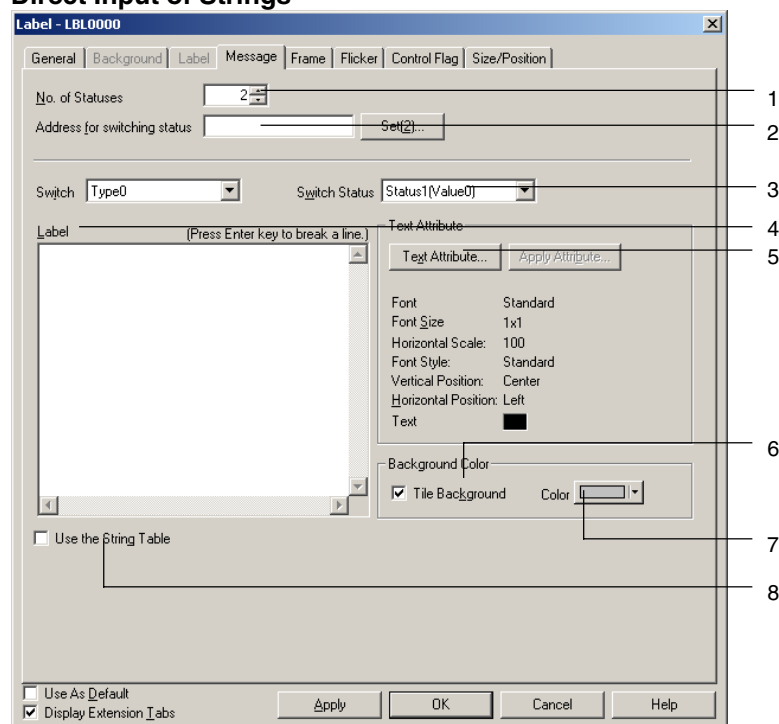 Direct Input of Strings
Label - LBL0000
General Background Label Message Frame Flicker Control Flag Size/Position
No. of Statuses 2 1
Address for switching status Set(2)... 2
Switch Type0 Switch Status Status1(Value0) 3
Label (Press Enter key to break a line.) Text Attribute 4
Text Attribute... Apply Attribute... 5
Font Standard
Font Size 1x1
Horizontal Scale: 100
Font Style: Standard
Vertical Position: Center
Horizontal Position: Left
Text
6
Background Color
Tile Background Color
Use the String Table 7
8
Use As Default
Display Extension Tabs Apply OK Cancel Help